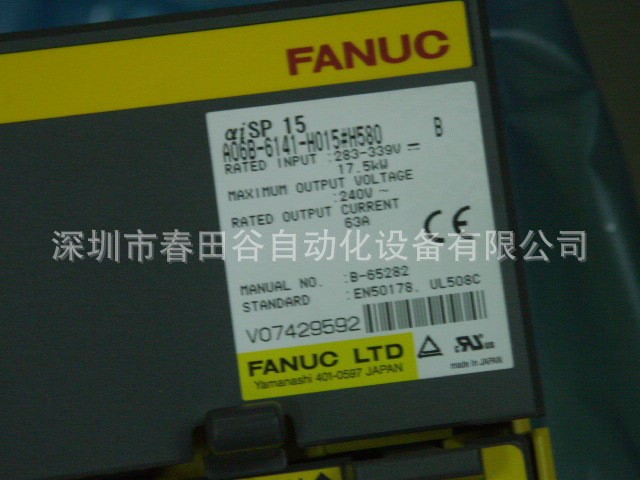 FANUC
αiSP 15
A06B-6141-H015#H580 B
RATED INPUT :283-339V ⎓
17.5kW
MAXIMUM OUTPUT VOLTAGE
:240V～
RATED OUTPUT CURRENT
63A
CE
深圳市春田谷自动化设备有限公司
MANUAL NO. :B-65282
STANDARD :EN50178, UL508C
V07429592
FANUC LTD
Yamanashi 401-0597 JAPAN
c RU US
made in JAPAN